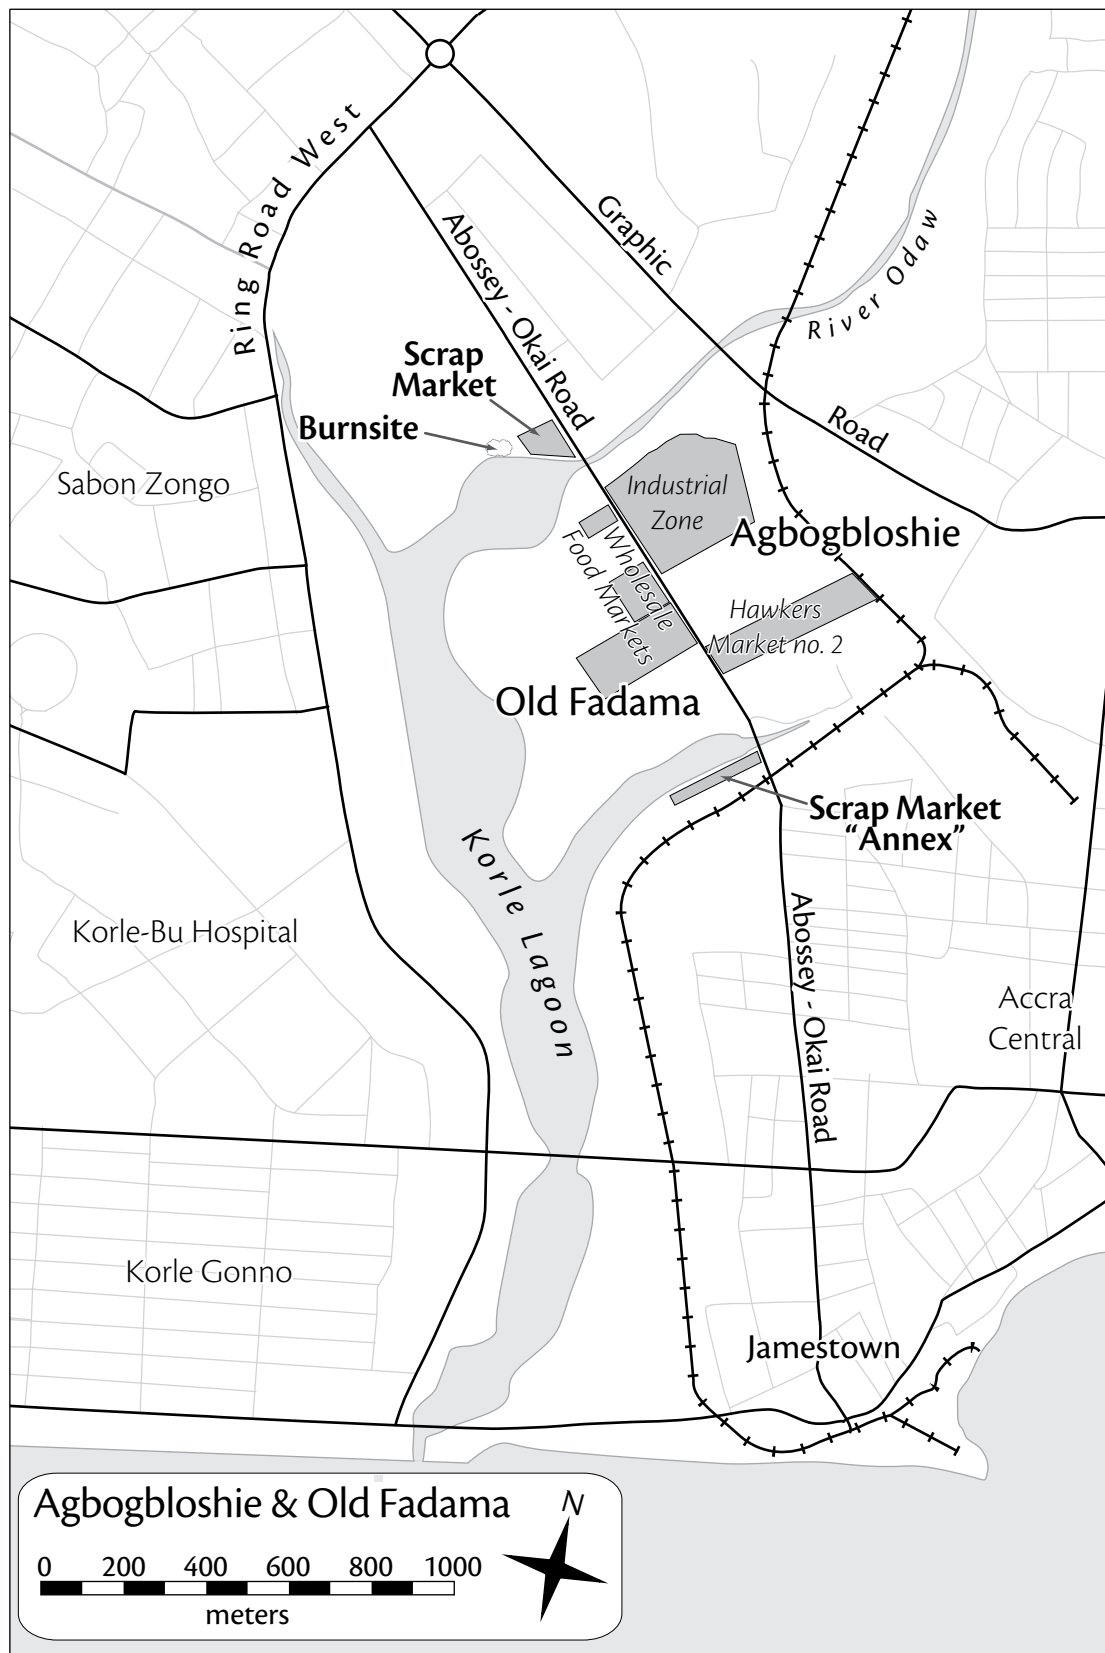 Ring Road West
Abossey - Okai Road
Graphic
Road
River Odaw
Scrap
Market
Burnsite
Sabon Zongo
Industrial
Zone
Agbogbloshie
Wholesale
Food Markets
Hawkers
Market no. 2
Old Fadama
Scrap Market
“Annex”
Korle Lagoon
Korle-Bu Hospital
Abossey - Okai Road
Accra
Central
Korle Gonno
Jamestown
Agbogbloshie & Old Fadama
N
0 200 400 600 800 1000
meters